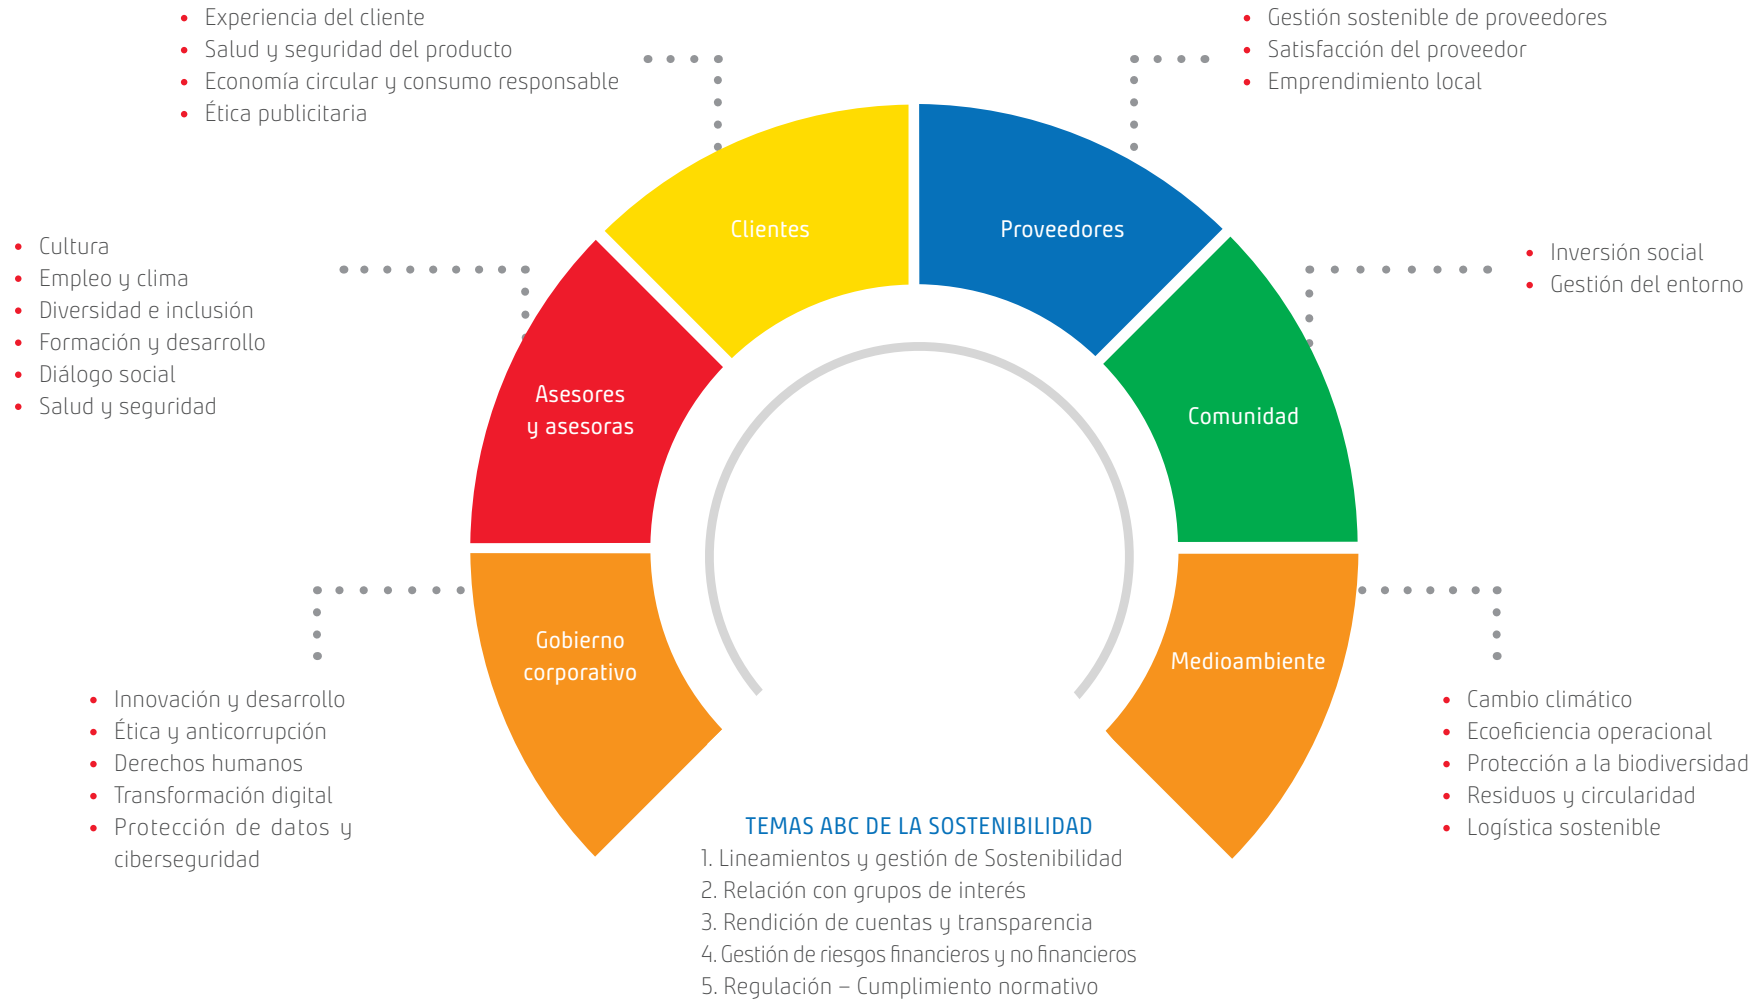 • Experiencia del cliente
• Salud y seguridad del producto
• Economía circular y consumo responsable
• Ética publicitaria
• Gestión sostenible de proveedores
• Satisfacción del proveedor
• Emprendimiento local
Clientes
Proveedores
• Cultura
• Empleo y clima
• Diversidad e inclusión
• Formación y desarrollo
• Diálogo social
• Salud y seguridad
• Inversión social
• Gestión del entorno
Asesores
y asesoras
Comunidad
Gobierno
corporativo
Medioambiente
• Innovación y desarrollo
• Ética y anticorrupción
• Derechos humanos
• Transformación digital
• Protección de datos y
ciberseguridad
• Cambio climático
• Ecoeficiencia operacional
• Protección a la biodiversidad
• Residuos y circularidad
• Logística sostenible
TEMAS ABC DE LA SOSTENIBILIDAD
1. Lineamientos y gestión de Sostenibilidad
2. Relación con grupos de interés
3. Rendición de cuentas y transparencia
4. Gestión de riesgos financieros y no financieros
5. Regulación – Cumplimiento normativo